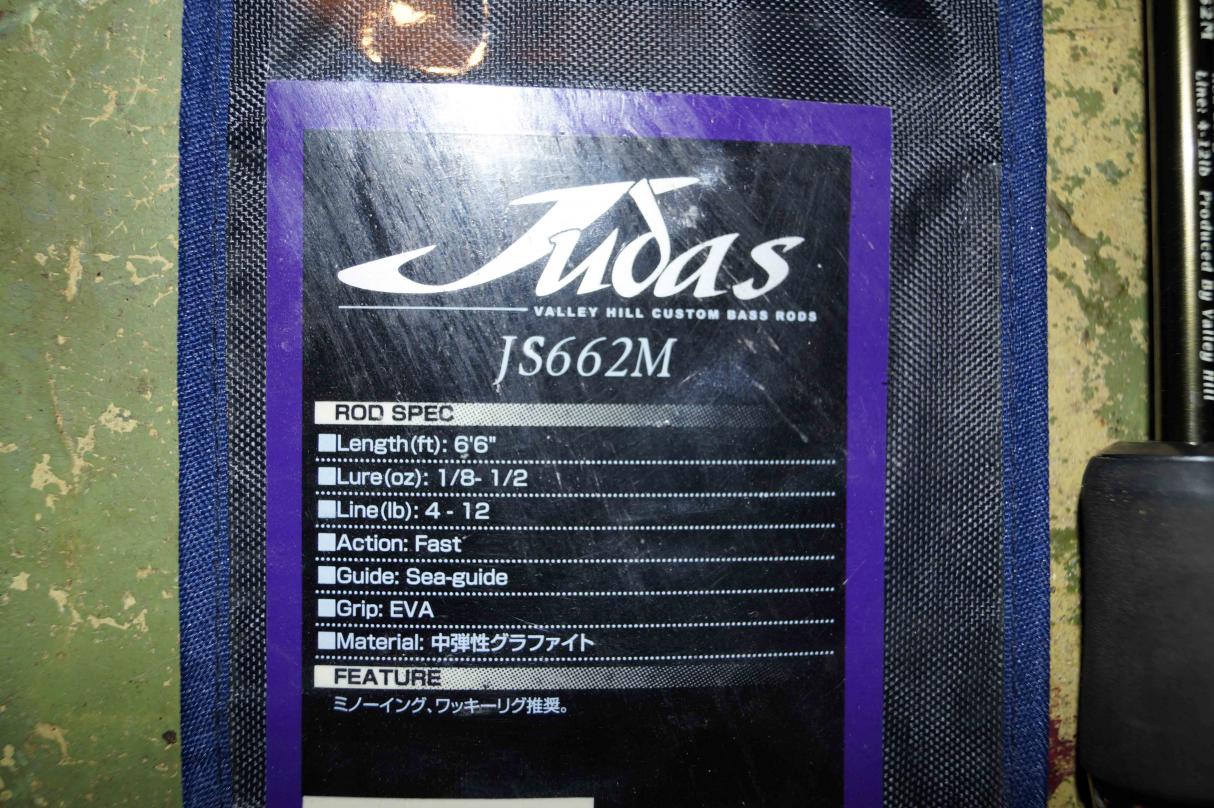 Judas
VALLEY HILL CUSTOM BASS RODS
JS662M
ROD SPEC
■Length(ft): 6'6"
■Lure(oz): 1/8- 1/2
■Line(lb): 4 - 12
■Action: Fast
■Guide: Sea-guide
■Grip: EVA
■Material: 中弾性グラファイト
FEATURE
ミノーイング、ワッキーリグ推奨。
Line: 4-12lb Produced By Valley Hill